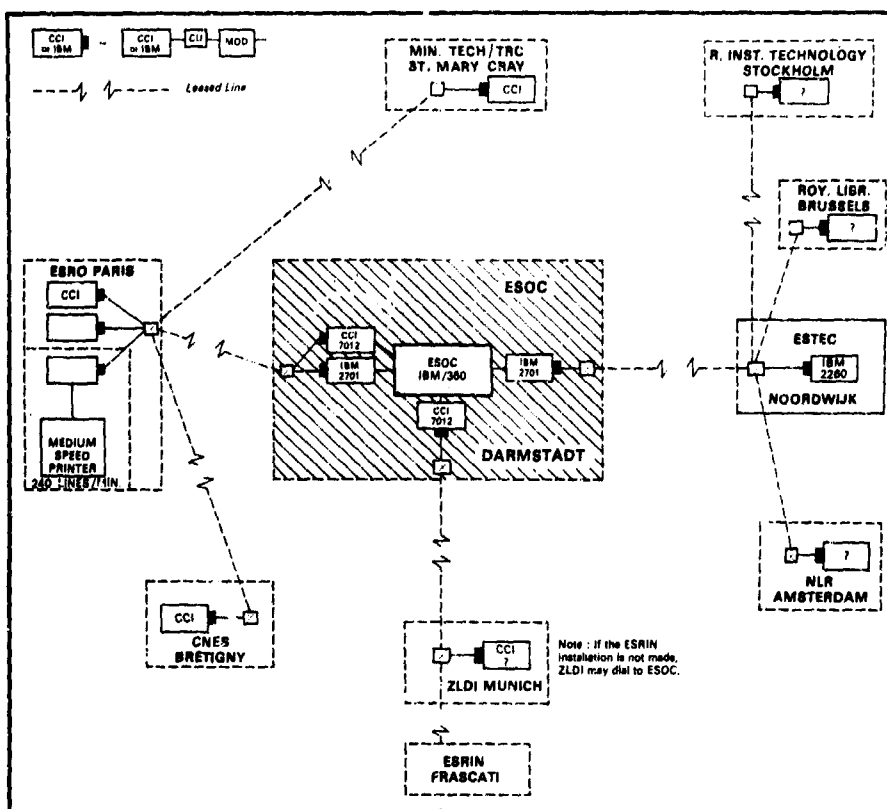 CCI
or IBM
CCI
or IBM
CU
MOD
Leased Line
MIN. TECH/TRC
ST. MARY CRAY
CCI
R. INST. TECHNOLOGY
STOCKHOLM
?
ROY. LIBR.
BRUSSELS
?
ESRO PARIS
CCI
MEDIUM
SPEED
PRINTER
240 LINES/MIN.
ESOC
CCI
7012
IBM
2701
ESOC
IBM/360
IBM
2701
CCI
7012
DARMSTADT
ESTEC
IBM
2260
NOORDWIJK
?
NLR
AMSTERDAM
CCI
CNES
BRETIGNY
CCI
?
ZLDI MUNICH
Note : If the ESRIN
installation is not made,
ZLDI may dial to ESOC.
ESRIN
FRASCATI